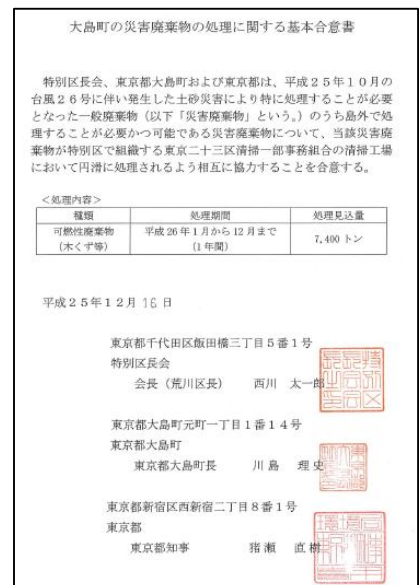 大島町の災害廃棄物の処理に関する基本合意書
特別区長会、東京都大島町および東京都は、平成２５年１０月の
台風２６号に伴い発生した土砂災害により特に処理することが必要
となった一般廃棄物（以下「災害廃棄物」という。）のうち島外で処
理することが必要かつ可能である災害廃棄物について、当該災害廃
棄物が特別区で組織する東京二十三区清掃一部事務組合の清掃工場
において円滑に処理されるよう相互に協力することを合意する。
＜処理内容＞
種類 処理期間 処理見込量
可燃性廃棄物 平成 26 年 1 月から 12 月まで 7,400 トン
（木くず等） （1 年間）
平成２５年１２月 16 日
東京都千代田区飯田橋三丁目５番１号
特別区長会
会長（荒川区長） 西川 太一郎
東京都大島町元町一丁目１番１４号
東京都大島町
東京都大島町長 川島 理史
東京都新宿区西新宿二丁目８番１号
東京都
東京都知事 猪瀬 直樹